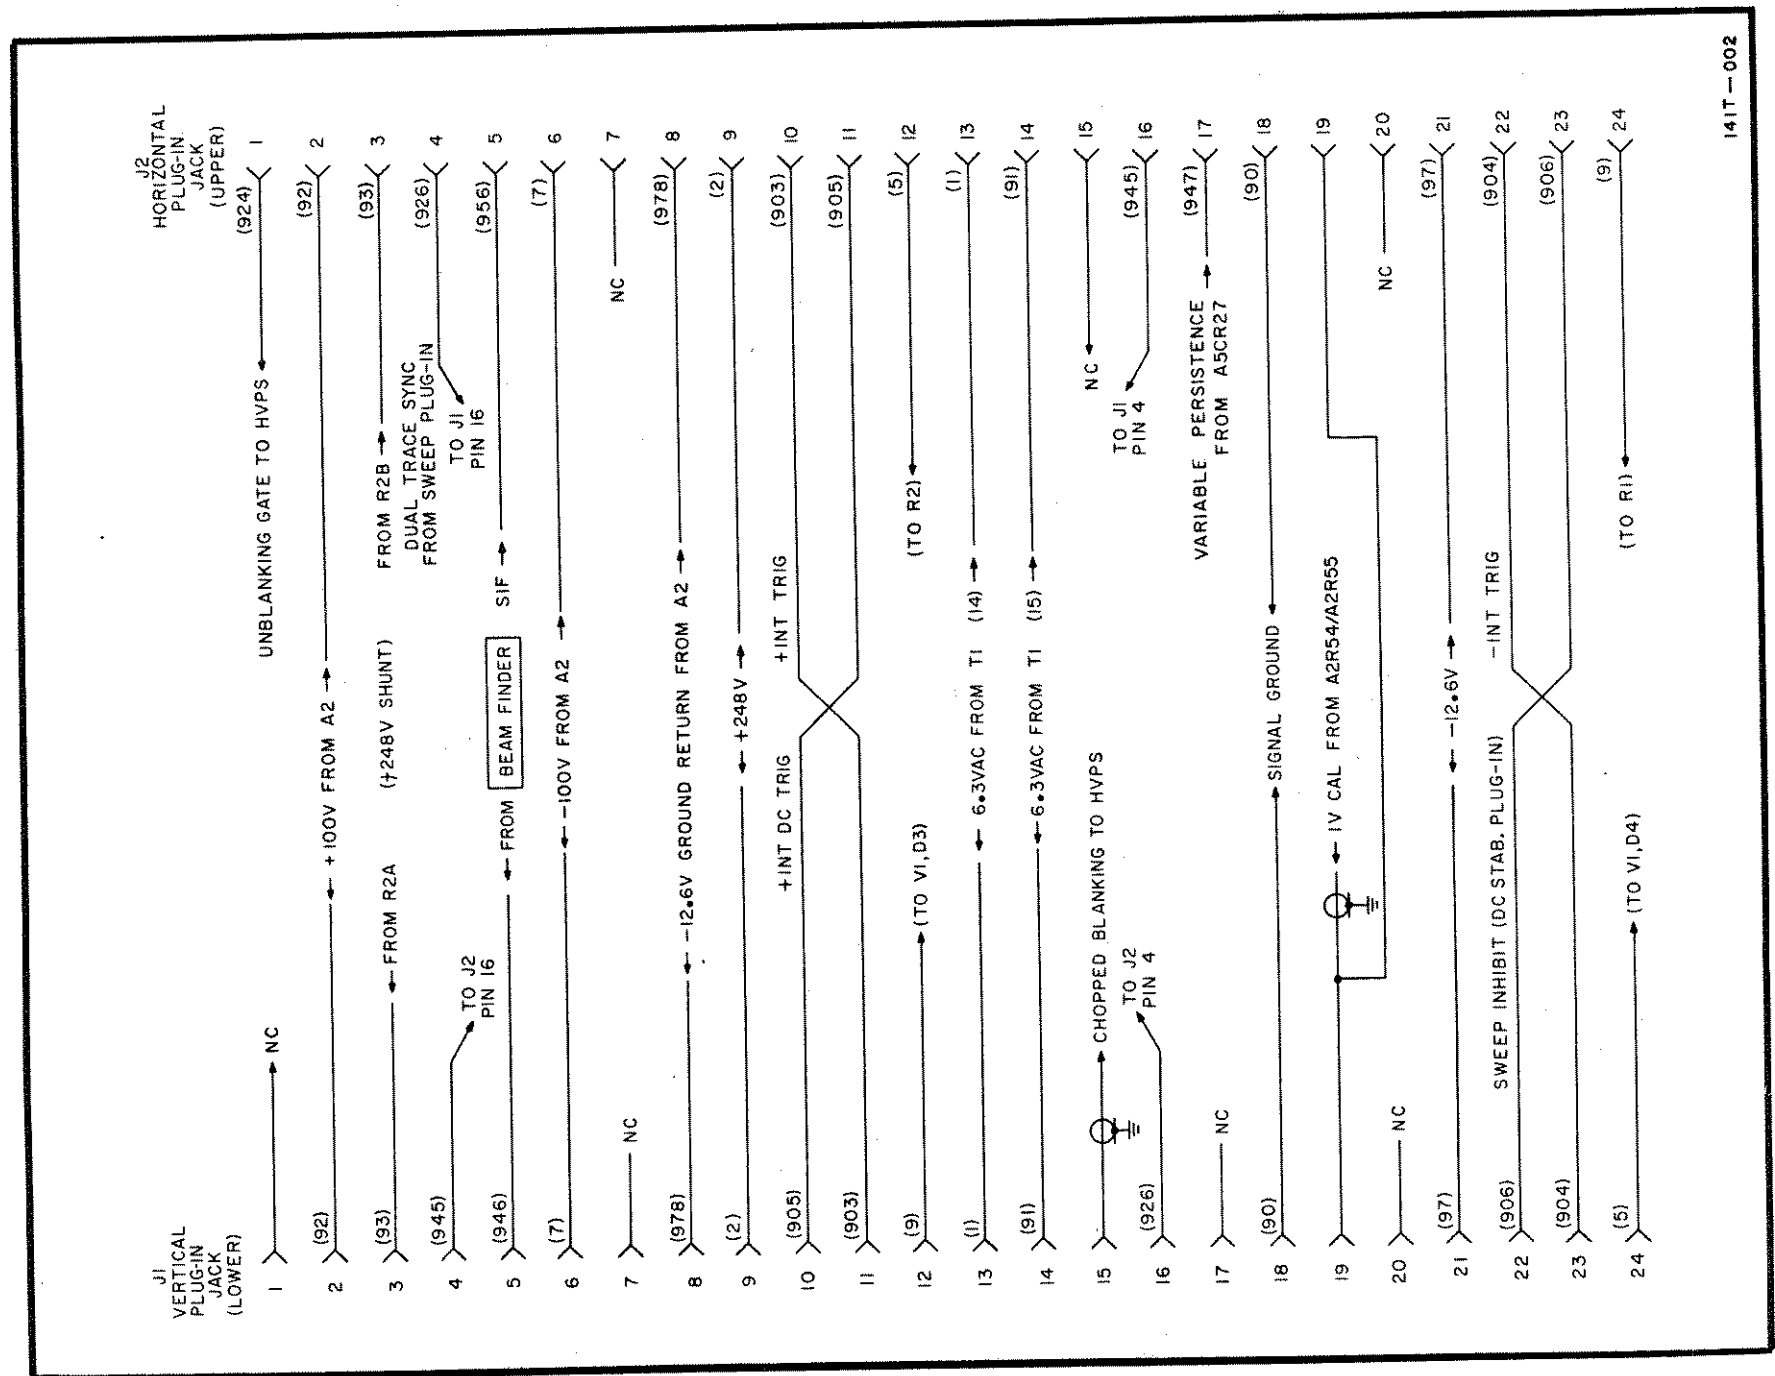 J1
VERTICAL
PLUG-IN
JACK
(LOWER)
J2
HORIZONTAL
PLUG-IN
JACK
(UPPER)
1 NC
UNBLANKING GATE TO HVPS (924) 1
2 (92) +100V FROM A2 (92) 2
3 (93) FROM R2A (+248V SHUNT) FROM R2B (93) 3
4 (945) TO J2
PIN 16
DUAL TRACE SYNC
FROM SWEEP PLUG-IN
TO J1
PIN 16
(926) 4
5 (946) FROM BEAM FINDER SIF (956) 5
6 (7) -100V FROM A2 (7) 6
7 NC NC 7
8 (978) -12.6V GROUND RETURN FROM A2 (978) 8
9 (2) +248V (2) 9
10 (905) +INT DC TRIG +INT TRIG (903) 10
11 (903) (905) 11
12 (9) (TO V1,D3) (TO R2) (5) 12
13 (1) 6.3VAC FROM T1 (14) (1) 13
14 (91) 6.3VAC FROM T1 (15) (91) 14
15 CHOPPED BLANKING TO HVPS NC 15
16 (926) TO J2
PIN 4
TO J1
PIN 4
(945) 16
17 NC VARIABLE PERSISTENCE
FROM A5CR27
(947) 17
18 (90) SIGNAL GROUND (90) 18
19 1V CAL FROM A2R54/A2R55 19
20 NC NC 20
21 (97) -12.6V (97) 21
22 (906) SWEEP INHIBIT (DC STAB. PLUG-IN) -INT TRIG (904) 22
23 (904) (906) 23
24 (5) (TO V1,D4) (TO R1) (9) 24
141T-002